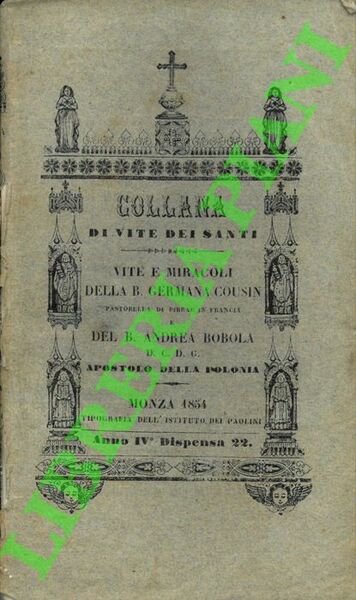 COLLANA
DI VITE DEI SANTI
VITE E MIRACOLI
DELLA B. GERMANA COUSIN
PASTORELLA DI PIBRAC IN FRANCIA
E
DEL B. ANDREA BOBOLA
D. C. D. G.
APOSTOLO DELLA POLONIA
MONZA 1854
TIPOGRAFIA DELL'ISTITUTO DEI PAOLINI
Anno IV° Dispensa 22.
LIBRERIA PIANI